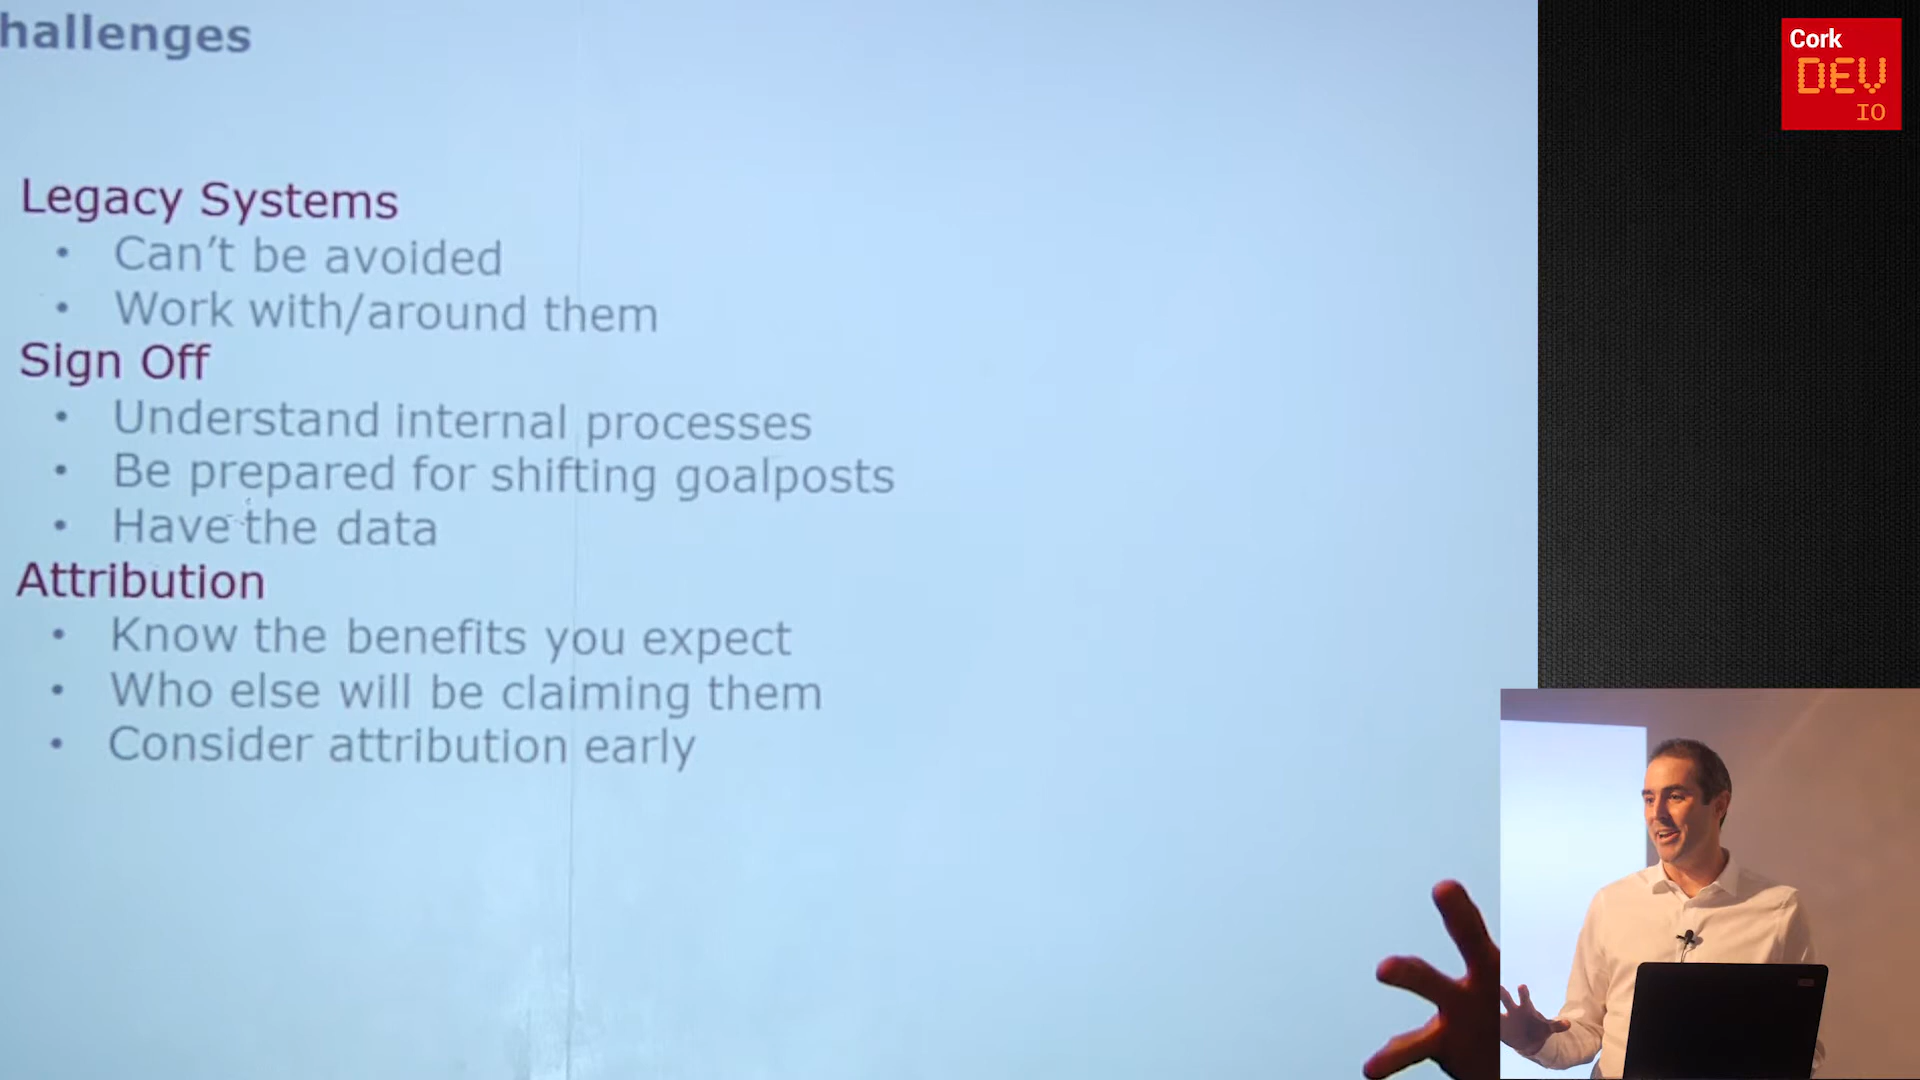 hallenges
Legacy Systems
• Can't be avoided
• Work with/around them
Sign Off
• Understand internal processes
• Be prepared for shifting goalposts
• Have the data
Attribution
• Know the benefits you expect
• Who else will be claiming them
• Consider attribution early
Cork
DEV
IO